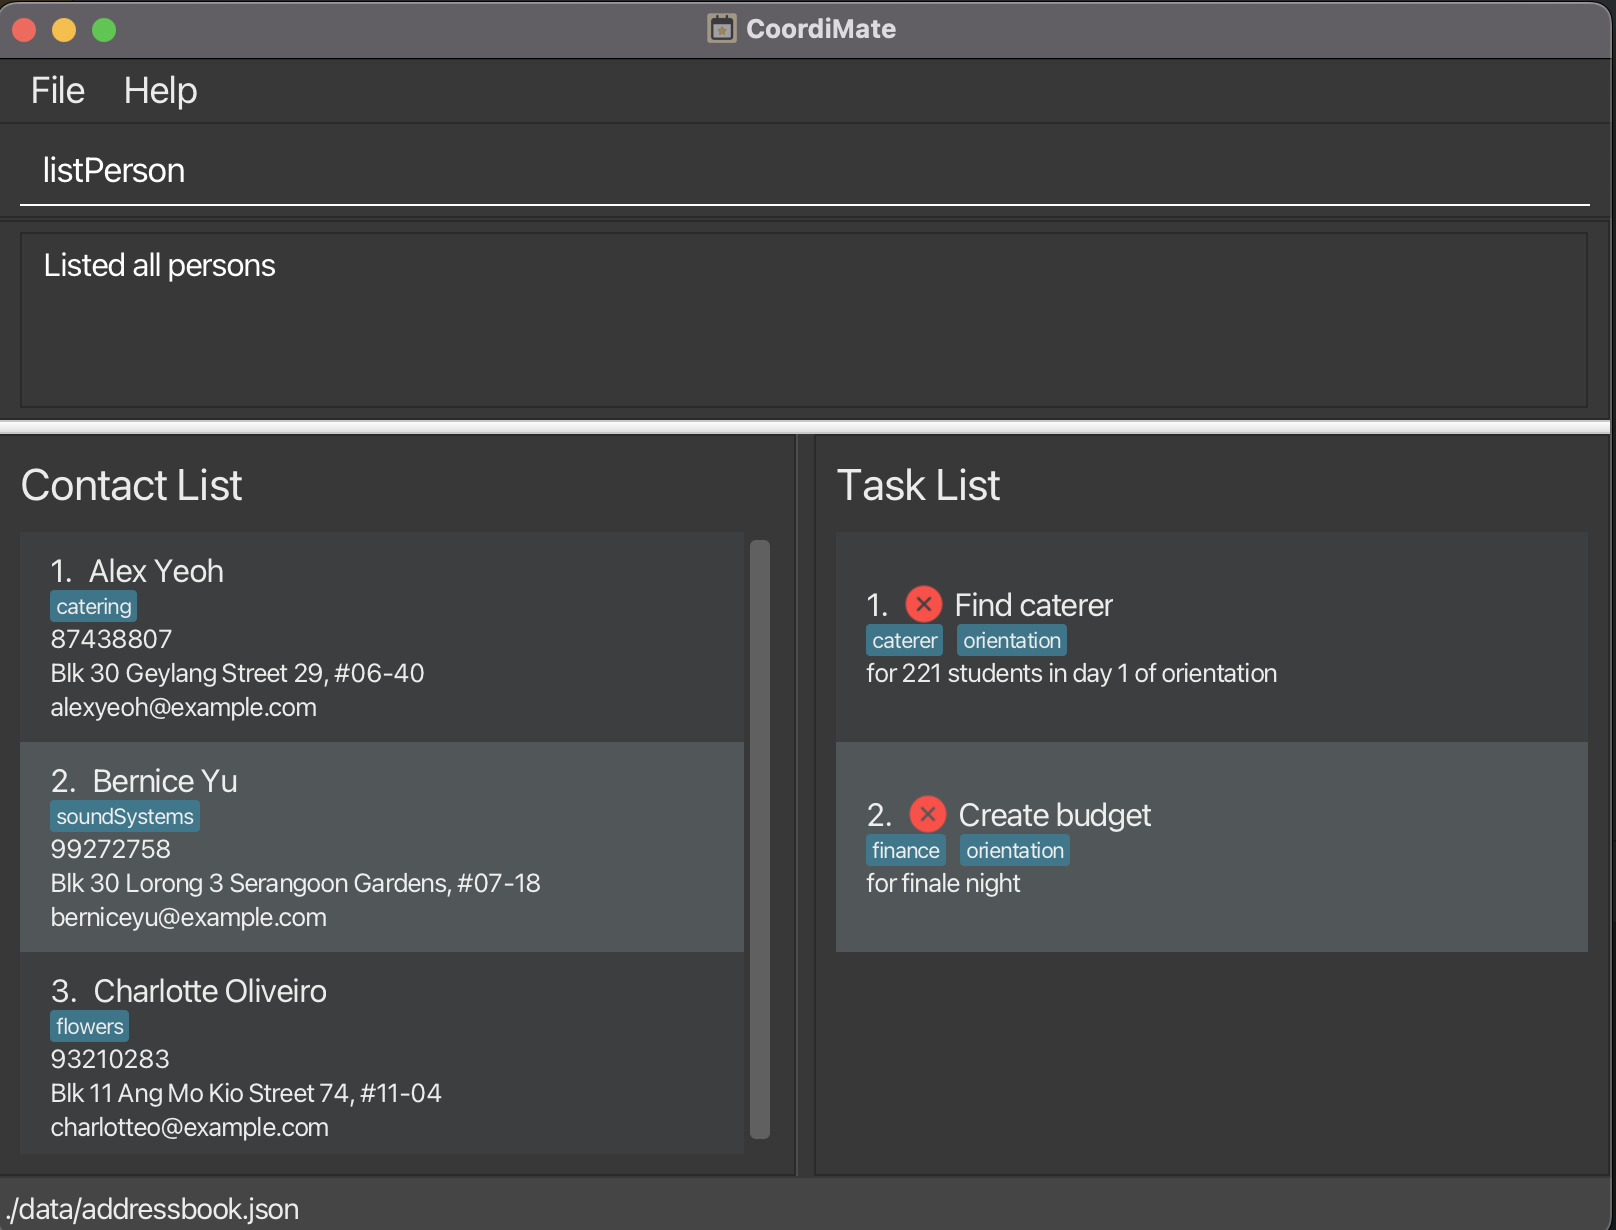 CoordiMate
File Help
listPerson
Listed all persons
Contact List
1. Alex Yeoh
catering
87438807
Blk 30 Geylang Street 29, #06-40
alexyeoh@example.com
2. Bernice Yu
soundSystems
99272758
Blk 30 Lorong 3 Serangoon Gardens, #07-18
berniceyu@example.com
3. Charlotte Oliveiro
flowers
93210283
Blk 11 Ang Mo Kio Street 74, #11-04
charlotteo@example.com
Task List
1. Find caterer
caterer orientation
for 221 students in day 1 of orientation
2. Create budget
finance orientation
for finale night
./data/addressbook.json